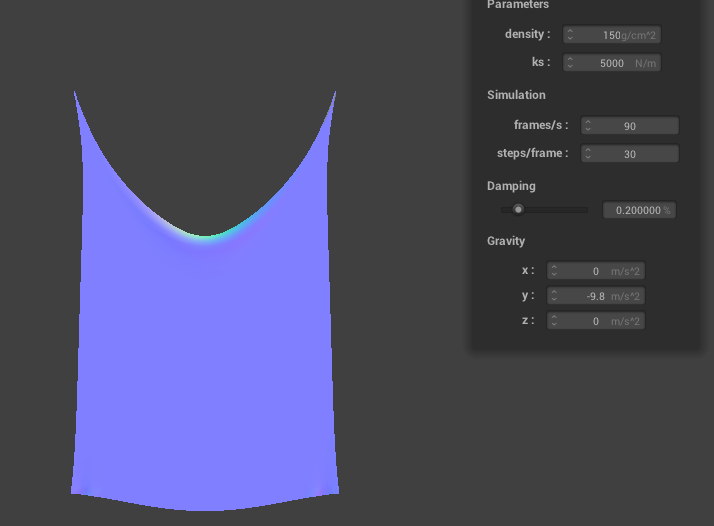 Parameters
density : 150g/cm^2
ks : 5000 N/m
Simulation
frames/s : 90
steps/frame : 30
Damping
0.200000 %
Gravity
x : 0 m/s^2
y : -9.8 m/s^2
z : 0 m/s^2